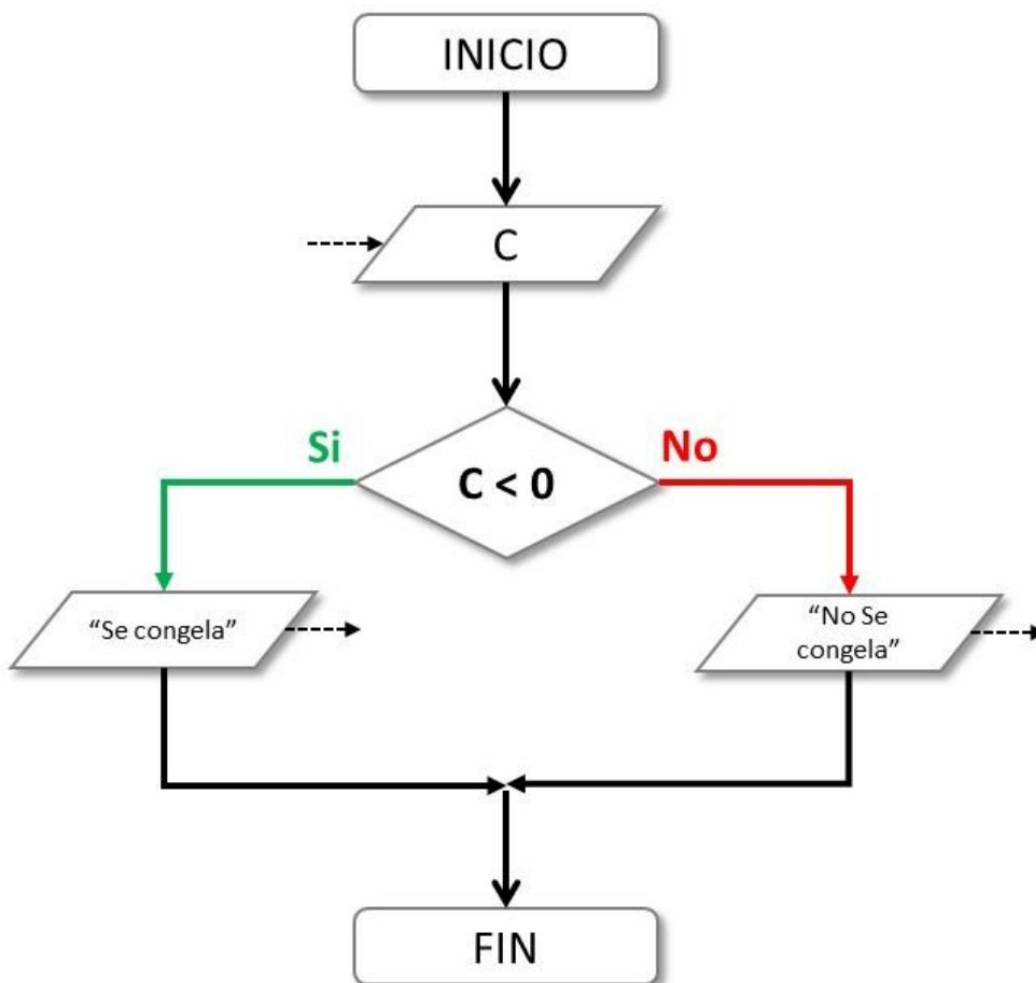 INICIO
C
Si
No
C < 0
“Se congela”
“No Se
congela”
FIN